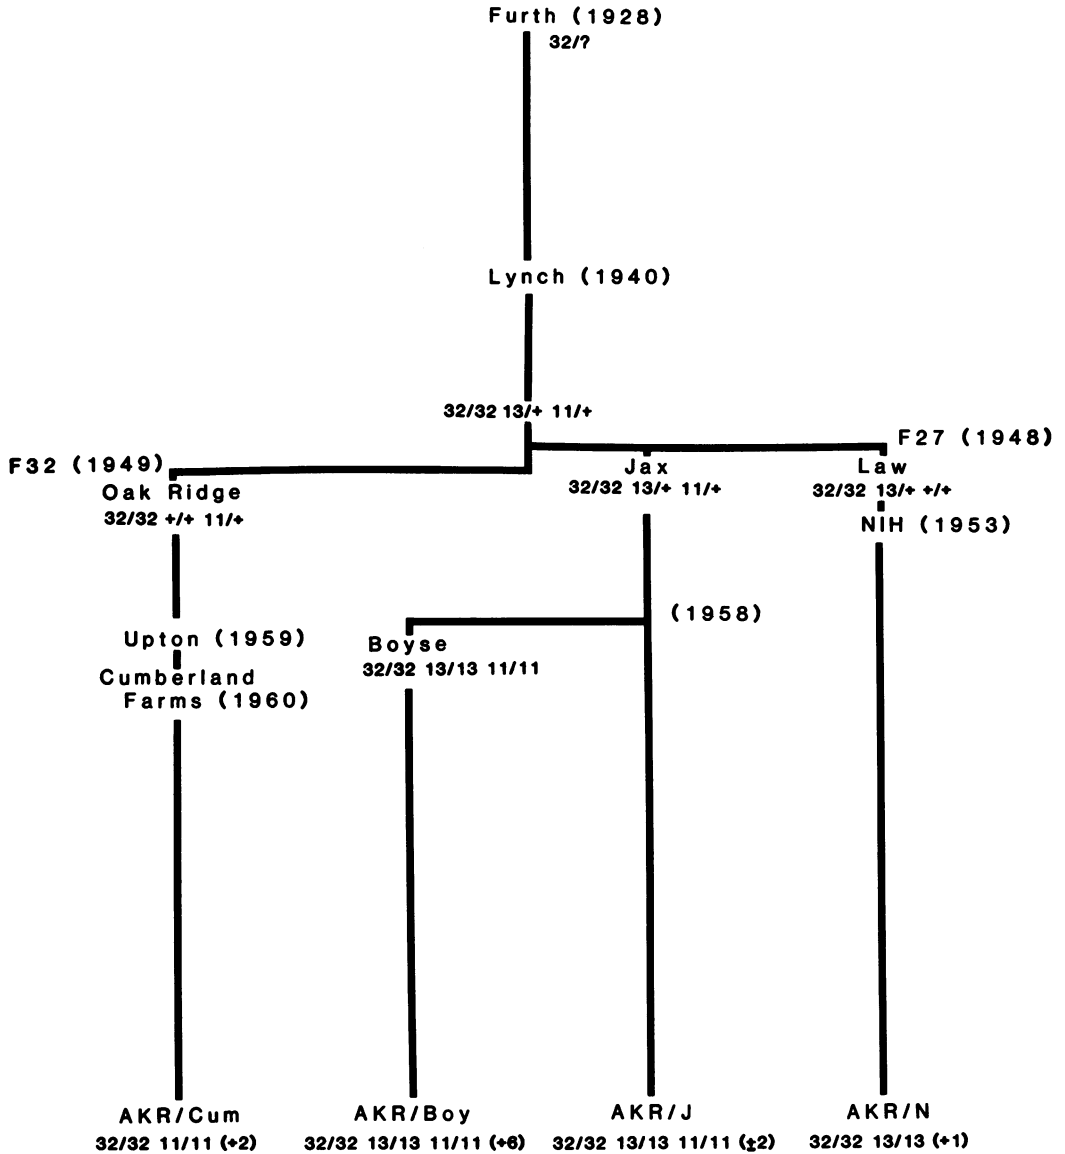 Furth (1928)
32/?
Lynch (1940)
32/32 13/+ 11/+
F27 (1948)
F32 (1949)
Jax
Law
32/32 13/+ 11/+
32/32 13/+ +/+
Oak Ridge
32/32 +/+ 11/+
NIH (1953)
(1958)
Upton (1959)
Boyse
32/32 13/13 11/11
Cumberland
Farms (1960)
AKR/Cum
32/32 11/11 (+2)
AKR/Boy
32/32 13/13 11/11 (+6)
AKR/J
32/32 13/13 11/11 (±2)
AKR/N
32/32 13/13 (+1)